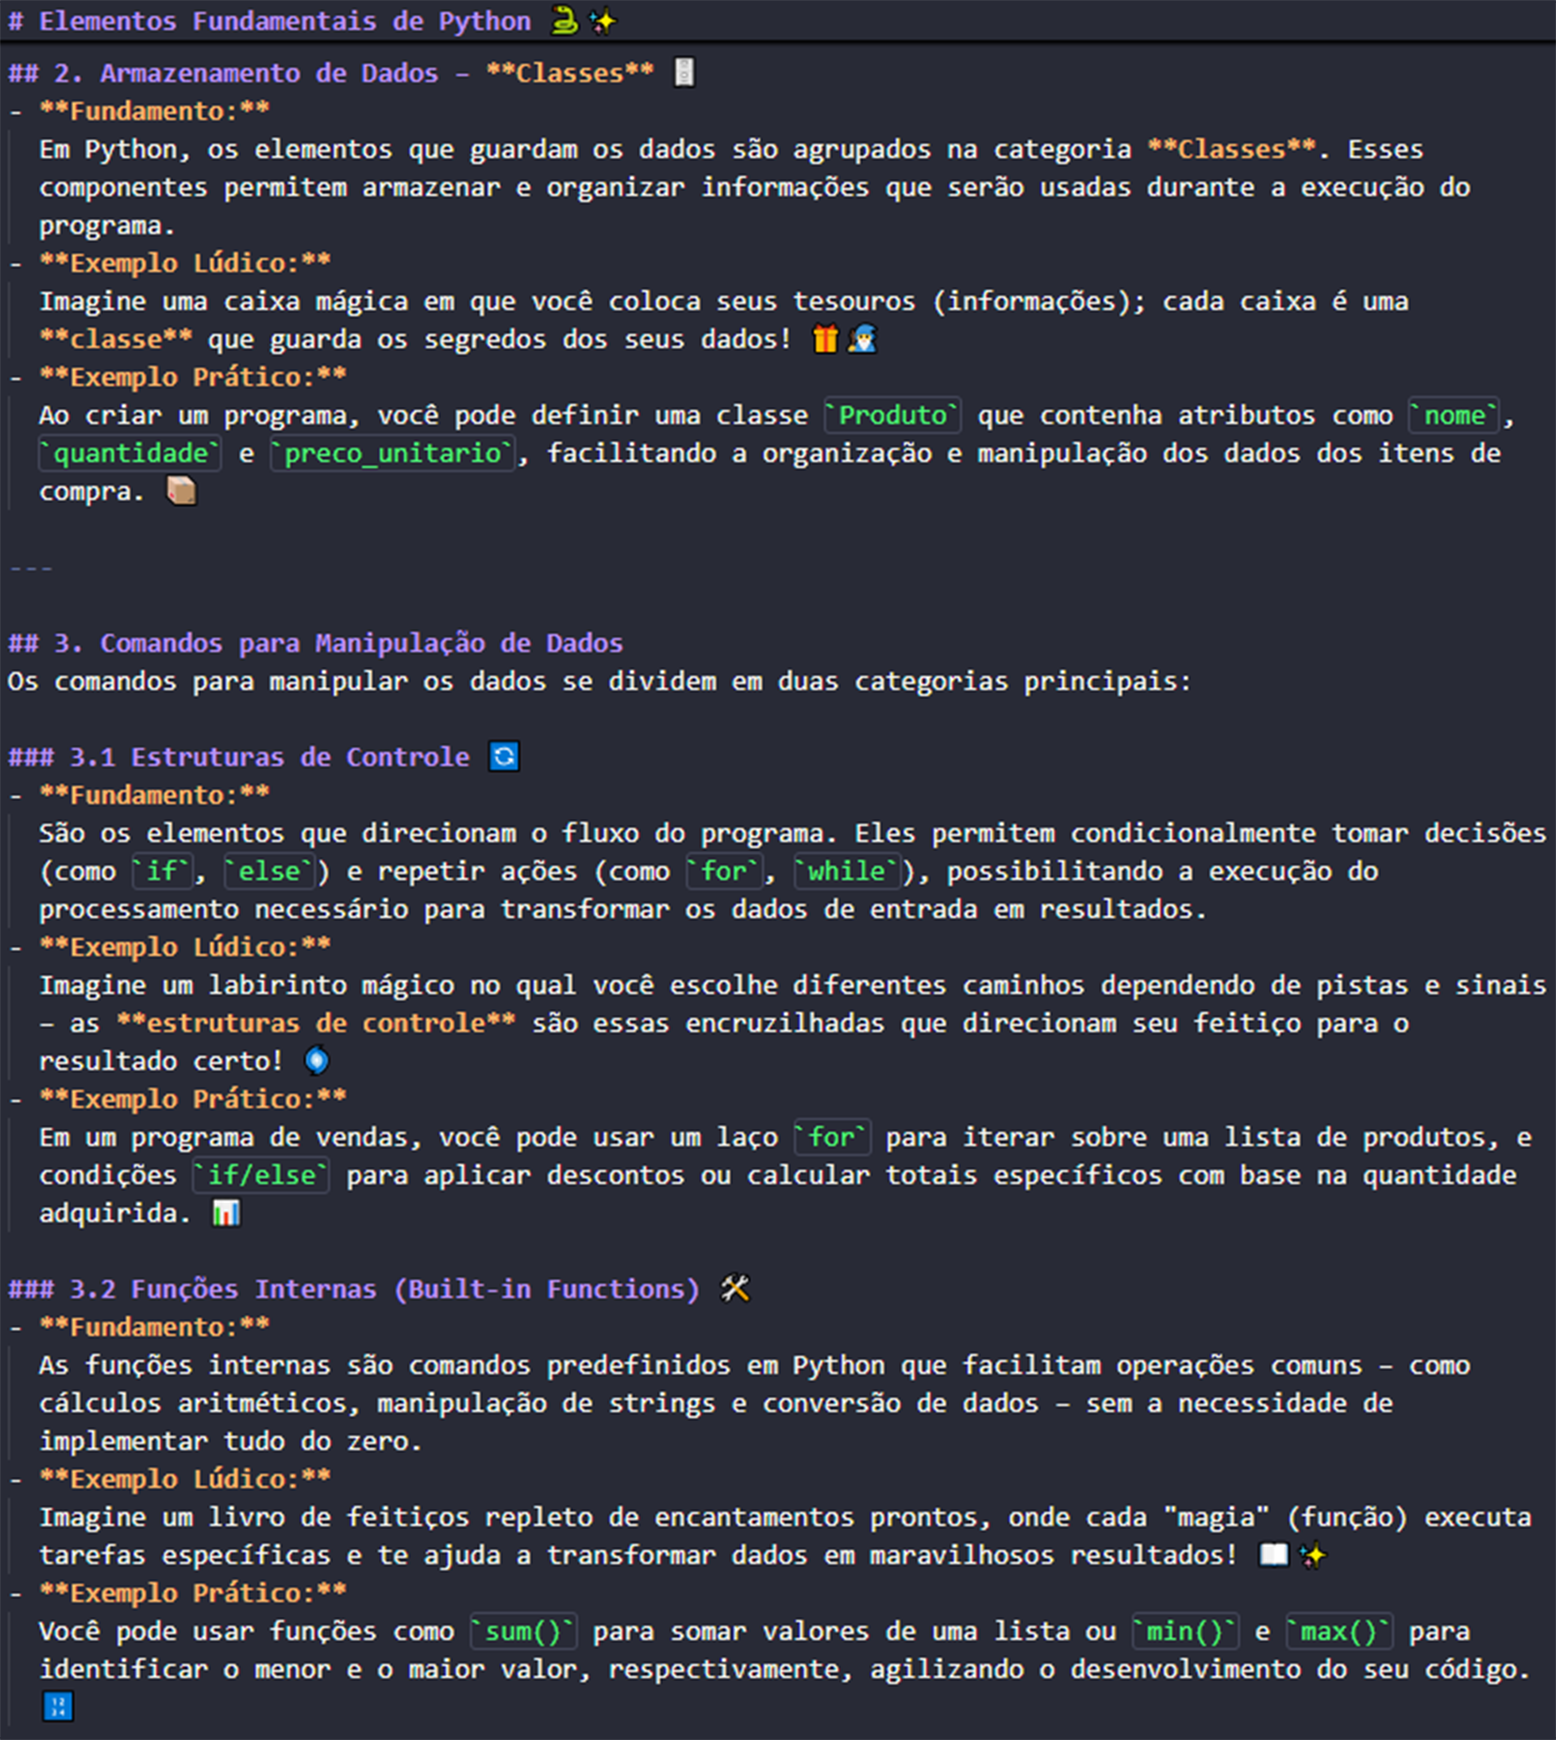 # Elementos Fundamentais de Python 🐍✨
## 2. Armazenamento de Dados – **Classes** 🗄️
- **Fundamento:**
Em Python, os elementos que guardam os dados são agrupados na categoria **Classes**. Esses
componentes permitem armazenar e organizar informações que serão usadas durante a execução do
programa.
- **Exemplo Lúdico:**
Imagine uma caixa mágica em que você coloca seus tesouros (informações); cada caixa é uma
**classe** que guarda os segredos dos seus dados! 🎁🧙‍♂️
- **Exemplo Prático:**
Ao criar um programa, você pode definir uma classe `Produto` que contenha atributos como `nome`,
`quantidade` e `preco_unitario`, facilitando a organização e manipulação dos dados dos itens de
compra. 📦
---
## 3. Comandos para Manipulação de Dados
Os comandos para manipular os dados se dividem em duas categorias principais:
### 3.1 Estruturas de Controle 🔄
- **Fundamento:**
São os elementos que direcionam o fluxo do programa. Eles permitem condicionalmente tomar decisões
(como `if`, `else`) e repetir ações (como `for`, `while`), possibilitando a execução do
processamento necessário para transformar os dados de entrada em resultados.
- **Exemplo Lúdico:**
Imagine um labirinto mágico no qual você escolhe diferentes caminhos dependendo de pistas e sinais
– as **estruturas de controle** são essas encruzilhadas que direcionam seu feitiço para o
resultado certo! 🌀
- **Exemplo Prático:**
Em um programa de vendas, você pode usar um laço `for` para iterar sobre uma lista de produtos, e
condições `if/else` para aplicar descontos ou calcular totais específicos com base na quantidade
adquirida. 📊
### 3.2 Funções Internas (Built-in Functions) 🛠️
- **Fundamento:**
As funções internas são comandos predefinidos em Python que facilitam operações comuns – como
cálculos aritméticos, manipulação de strings e conversão de dados – sem a necessidade de
implementar tudo do zero.
- **Exemplo Lúdico:**
Imagine um livro de feitiços repleto de encantamentos prontos, onde cada "magia" (função) executa
tarefas específicas e te ajuda a transformar dados em maravilhosos resultados! 📖✨
- **Exemplo Prático:**
Você pode usar funções como `sum()` para somar valores de uma lista ou `min()` e `max()` para
identificar o menor e o maior valor, respectivamente, agilizando o desenvolvimento do seu código.
🔢